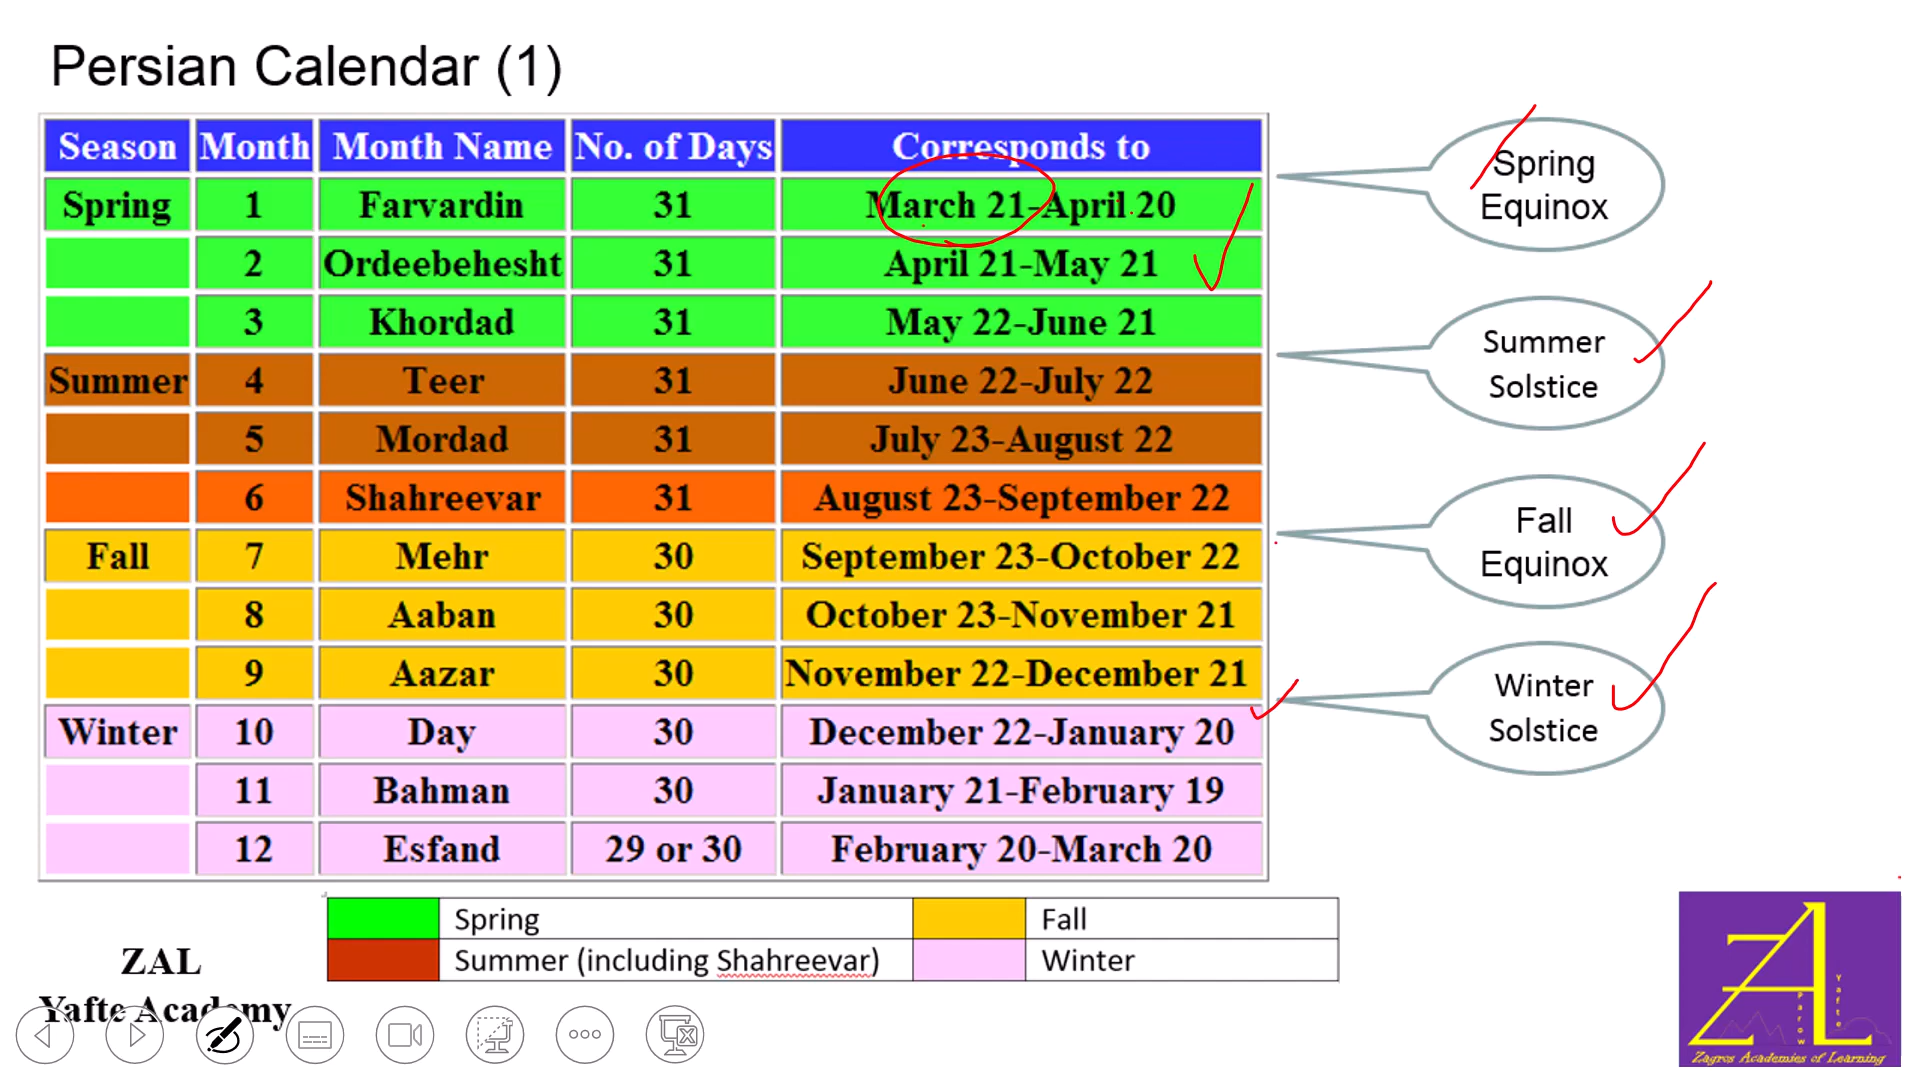 Persian Calendar (1)
Season Month Month Name No. of Days Corresponds to
Spring 1 Farvardin 31 March 21-April 20
2 Ordeebehesht 31 April 21-May 21
3 Khordad 31 May 22-June 21
Summer 4 Teer 31 June 22-July 22
5 Mordad 31 July 23-August 22
6 Shahreevar 31 August 23-September 22
Fall 7 Mehr 30 September 23-October 22
8 Aaban 30 October 23-November 21
9 Aazar 30 November 22-December 21
Winter 10 Day 30 December 22-January 20
11 Bahman 30 January 21-February 19
12 Esfand 29 or 30 February 20-March 20
Spring
Equinox
Summer
Solstice
Fall
Equinox
Winter
Solstice
Spring Fall
Summer (including Shahreevar) Winter
ZAL
Yafte Academy
ZAL
Parow
Yafte
Zagros Academies of Learning